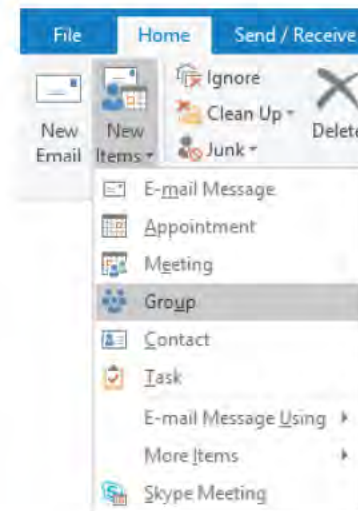 File Home Send / Receive
Ignore
Clean Up
Junk
Delete
New Email
New Items
E-mail Message
Appointment
Meeting
Group
Contact
Task
E-mail Message Using
More Items
Skype Meeting